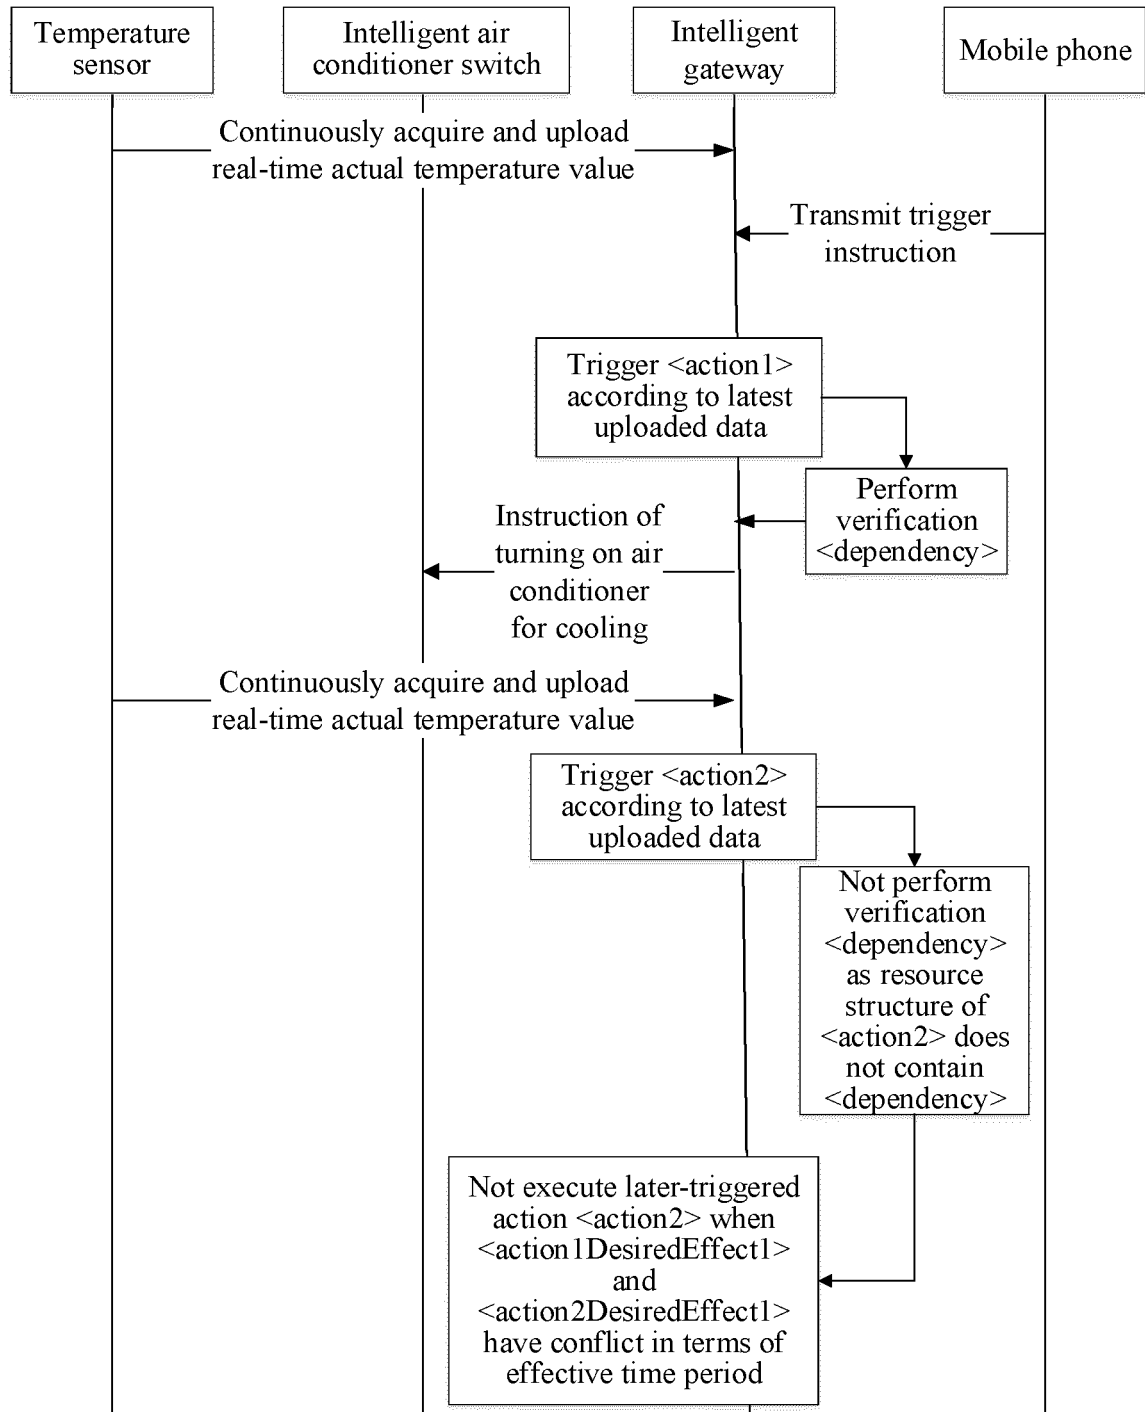 Temperature
sensor
Intelligent air
conditioner switch
Intelligent
gateway
Mobile phone
Continuously acquire and upload
real-time actual temperature value
Transmit trigger
instruction
Trigger <action1>
according to latest
uploaded data
Perform
verification
<dependency>
Instruction of
turning on air
conditioner
for cooling
Continuously acquire and upload
real-time actual temperature value
Trigger <action2>
according to latest
uploaded data
Not perform
verification
<dependency>
as resource
structure of
<action2> does
not contain
<dependency>
Not execute later-triggered
action <action2> when
<action1DesiredEffect1>
and
<action2DesiredEffect1>
have conflict in terms of
effective time period